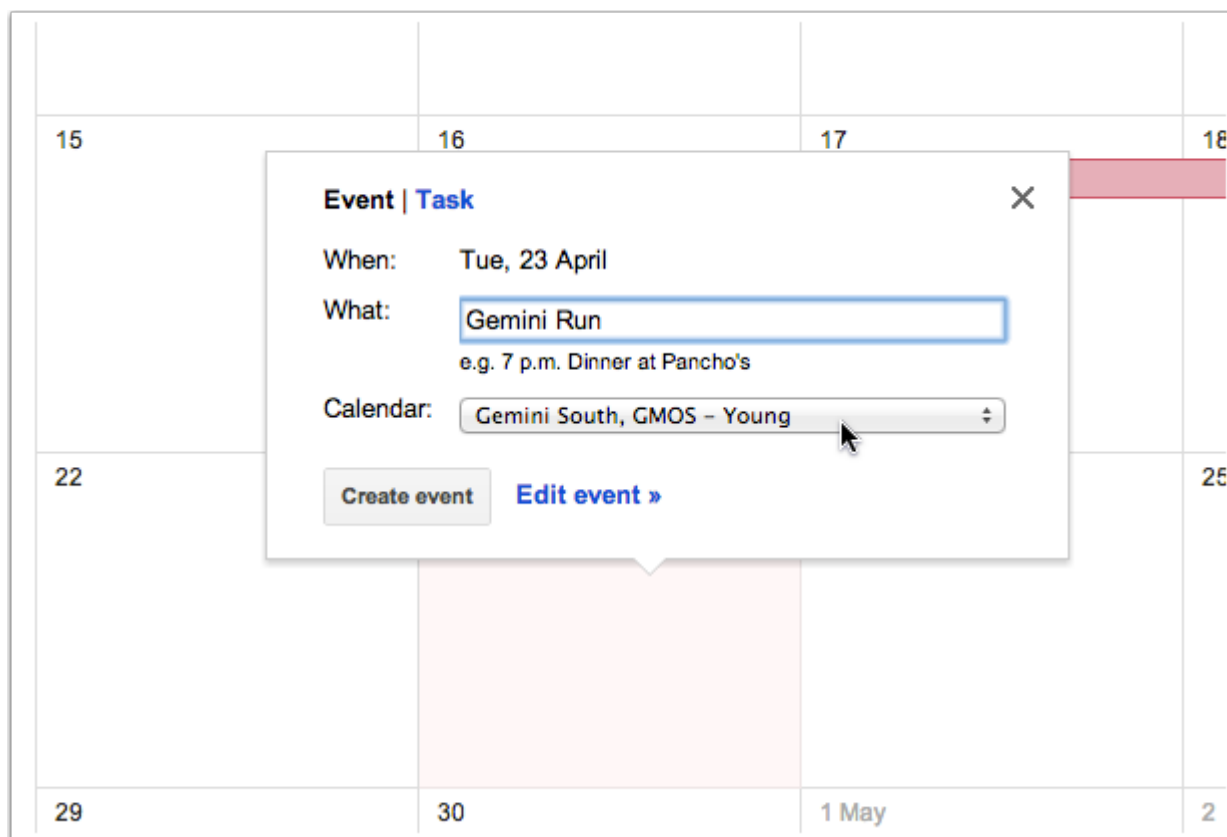 15 16 17 18
Event | Task
When: Tue, 23 April
What: Gemini Run
e.g. 7 p.m. Dinner at Pancho's
Calendar: Gemini South, GMOS – Young
22 25
Create event Edit event »
29 30 1 May 2